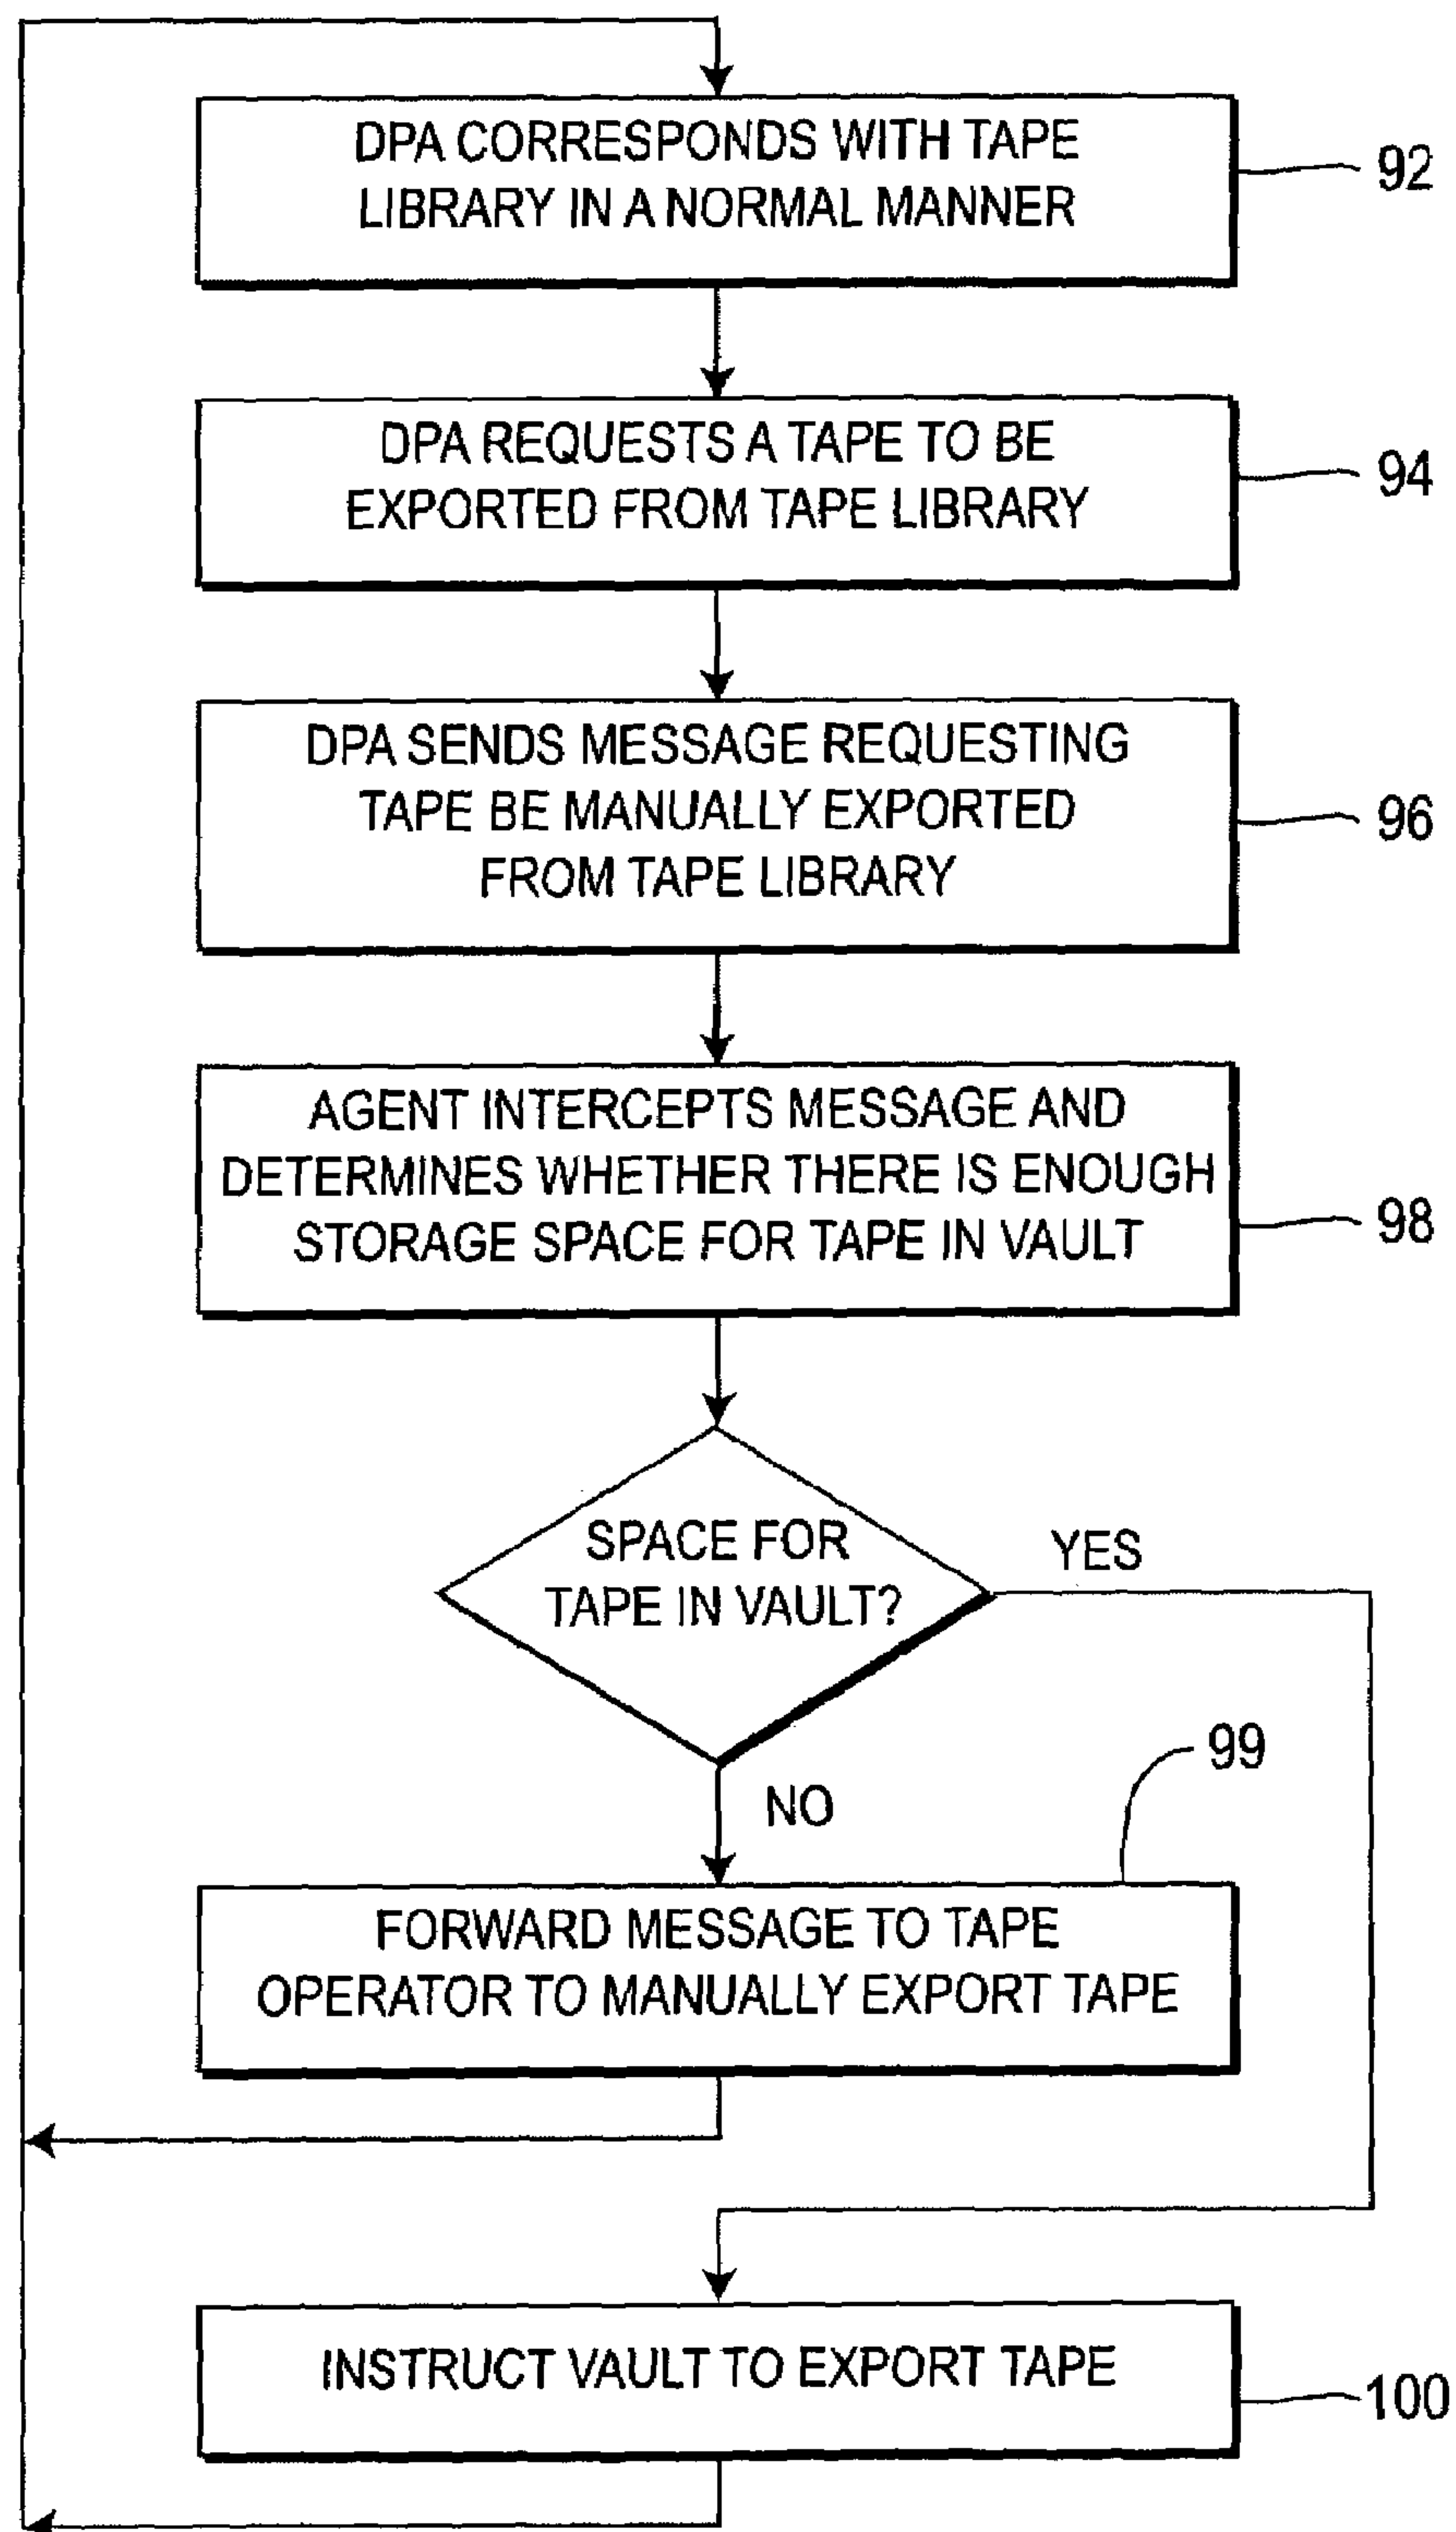 DPA CORRESPONDS WITH TAPE
LIBRARY IN A NORMAL MANNER
92
DPA REQUESTS A TAPE TO BE
EXPORTED FROM TAPE LIBRARY
94
DPA SENDS MESSAGE REQUESTING
TAPE BE MANUALLY EXPORTED
FROM TAPE LIBRARY
96
AGENT INTERCEPTS MESSAGE AND
DETERMINES WHETHER THERE IS ENOUGH
STORAGE SPACE FOR TAPE IN VAULT
98
SPACE FOR
TAPE IN VAULT?
YES
NO
99
FORWARD MESSAGE TO TAPE
OPERATOR TO MANUALLY EXPORT TAPE
INSTRUCT VAULT TO EXPORT TAPE
100